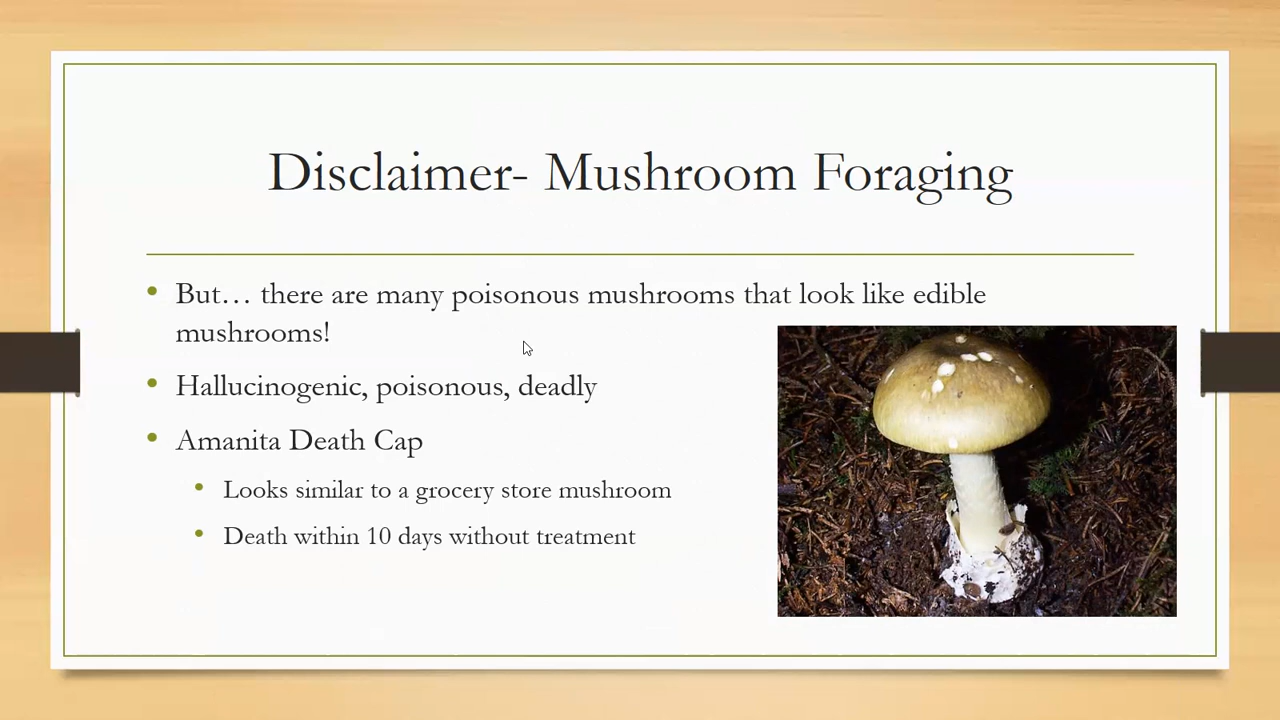 Disclaimer- Mushroom Foraging
• But… there are many poisonous mushrooms that look like edible
mushrooms!
• Hallucinogenic, poisonous, deadly
• Amanita Death Cap
• Looks similar to a grocery store mushroom
• Death within 10 days without treatment